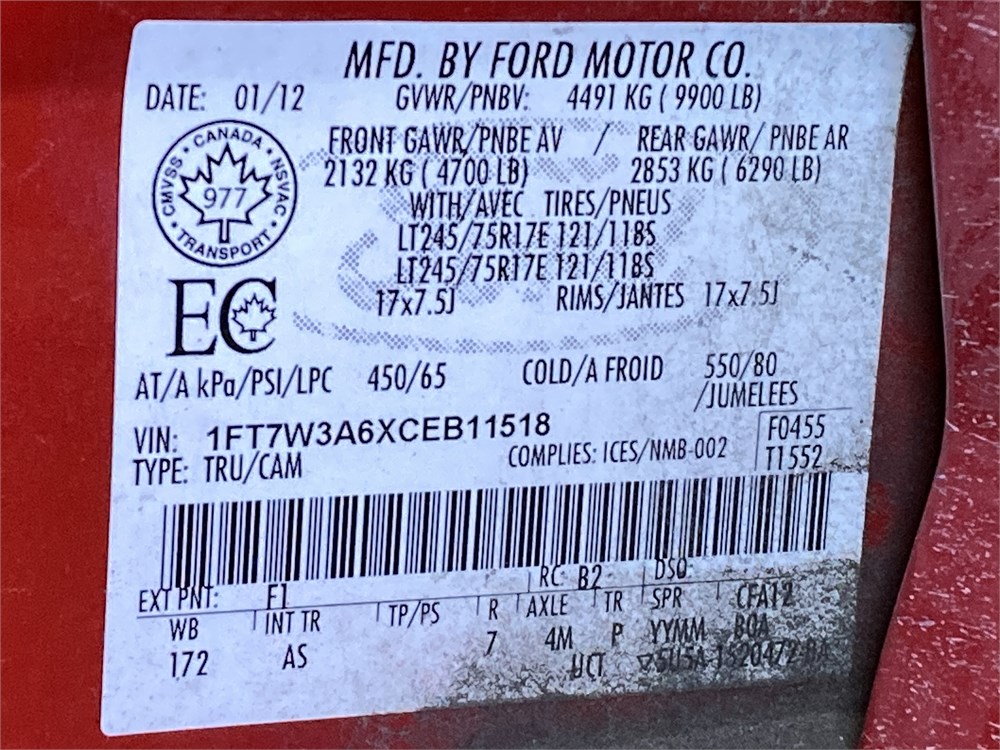 MFD. BY FORD MOTOR CO.
DATE: 01/12 GVWR/PNBV: 4491 KG ( 9900 LB)
FRONT GAWR/PNBE AV / REAR GAWR/ PNBE AR
2132 KG ( 4700 LB) 2853 KG ( 6290 LB)
WITH/AVEC TIRES/PNEUS
LT245/75R17E 121/118S
LT245/75R17E 121/118S
17x7.5J RIMS/JANTES 17x7.5J
CANADA
CMVSS NSVAC
977
TRANSPORT
EC
AT/A kPa/PSI/LPC 450/65 COLD/A FROID 550/80
/JUMELEES
VIN: 1FT7W3A6XCEB11518
F0455
TYPE: TRU/CAM COMPLIES: ICES/NMB-002 T1552
RC: B2 DSO:
EXT PNT: F1
WB INT TR TP/PS R AXLE TR SPR CFA12
172 AS 7 4M P YYMM BOA
UCT